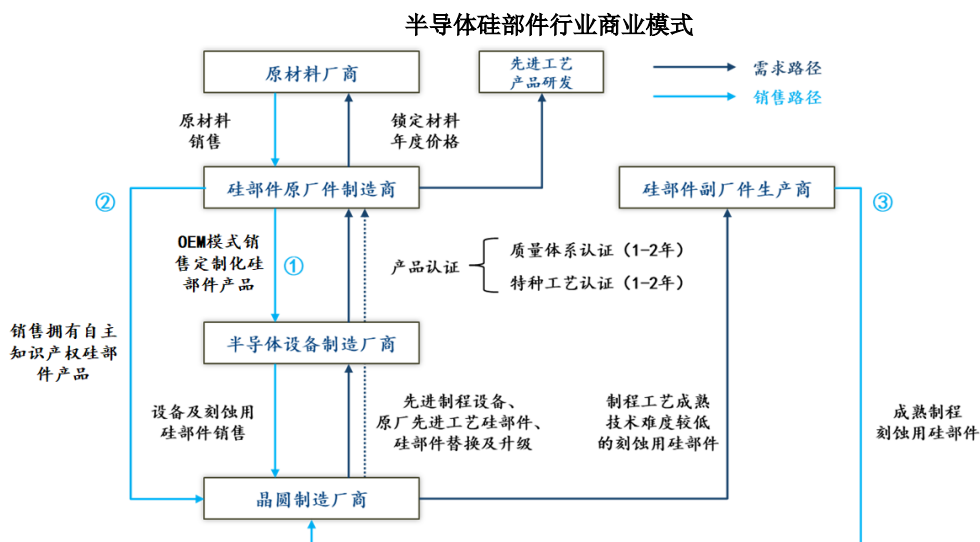 半导体硅部件行业商业模式
原材料厂商
先进工艺
产品研发
需求路径
销售路径
原材料
销售
锁定材料
年度价格
②
硅部件原厂件制造商
硅部件副厂件生产商
③
OEM模式销
售定制化硅
部件产品
①
产品认证
质量体系认证（1-2年）
特种工艺认证（1-2年）
销售拥有自主
知识产权硅部
件产品
半导体设备制造厂商
设备及刻蚀用
硅部件销售
先进制程设备、
原厂先进工艺硅部件、
硅部件替换及升级
制程工艺成熟
技术难度较低
的刻蚀用硅部件
成熟制程
刻蚀用硅部件
晶圆制造厂商